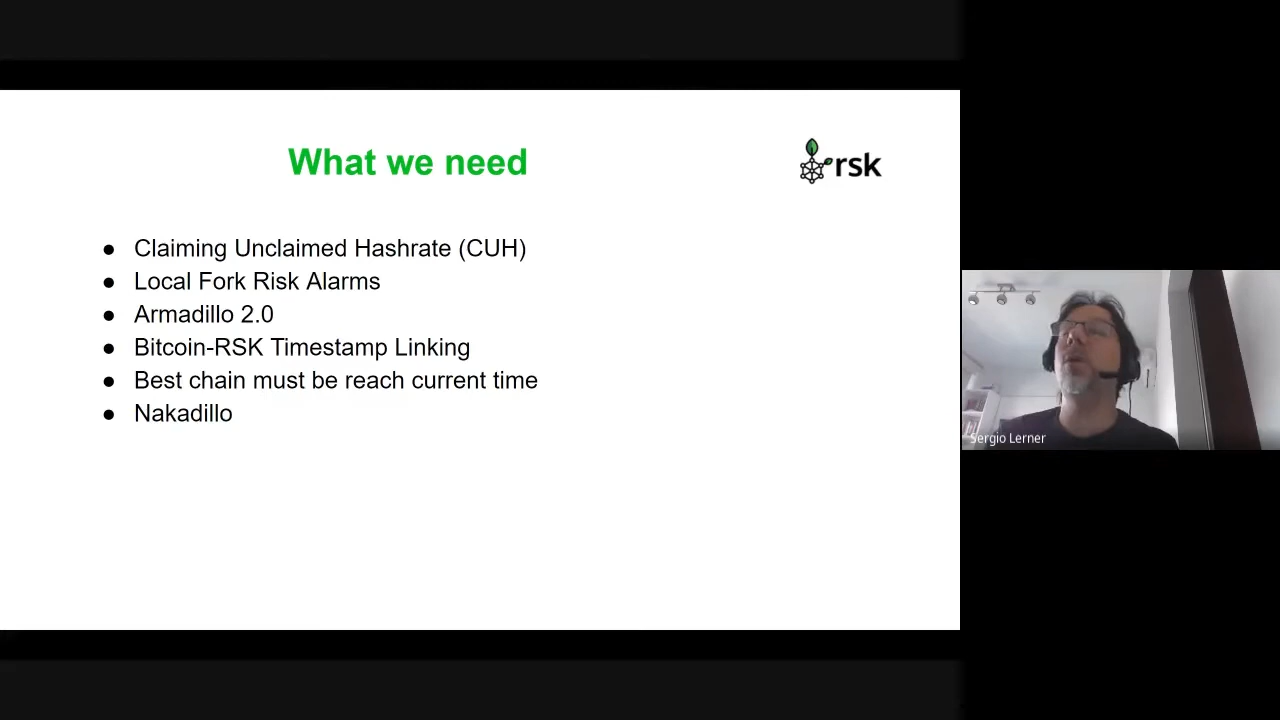 What we need
rsk
● Claiming Unclaimed Hashrate (CUH)
● Local Fork Risk Alarms
● Armadillo 2.0
● Bitcoin-RSK Timestamp Linking
● Best chain must be reach current time
● Nakadillo
Sergio Lerner